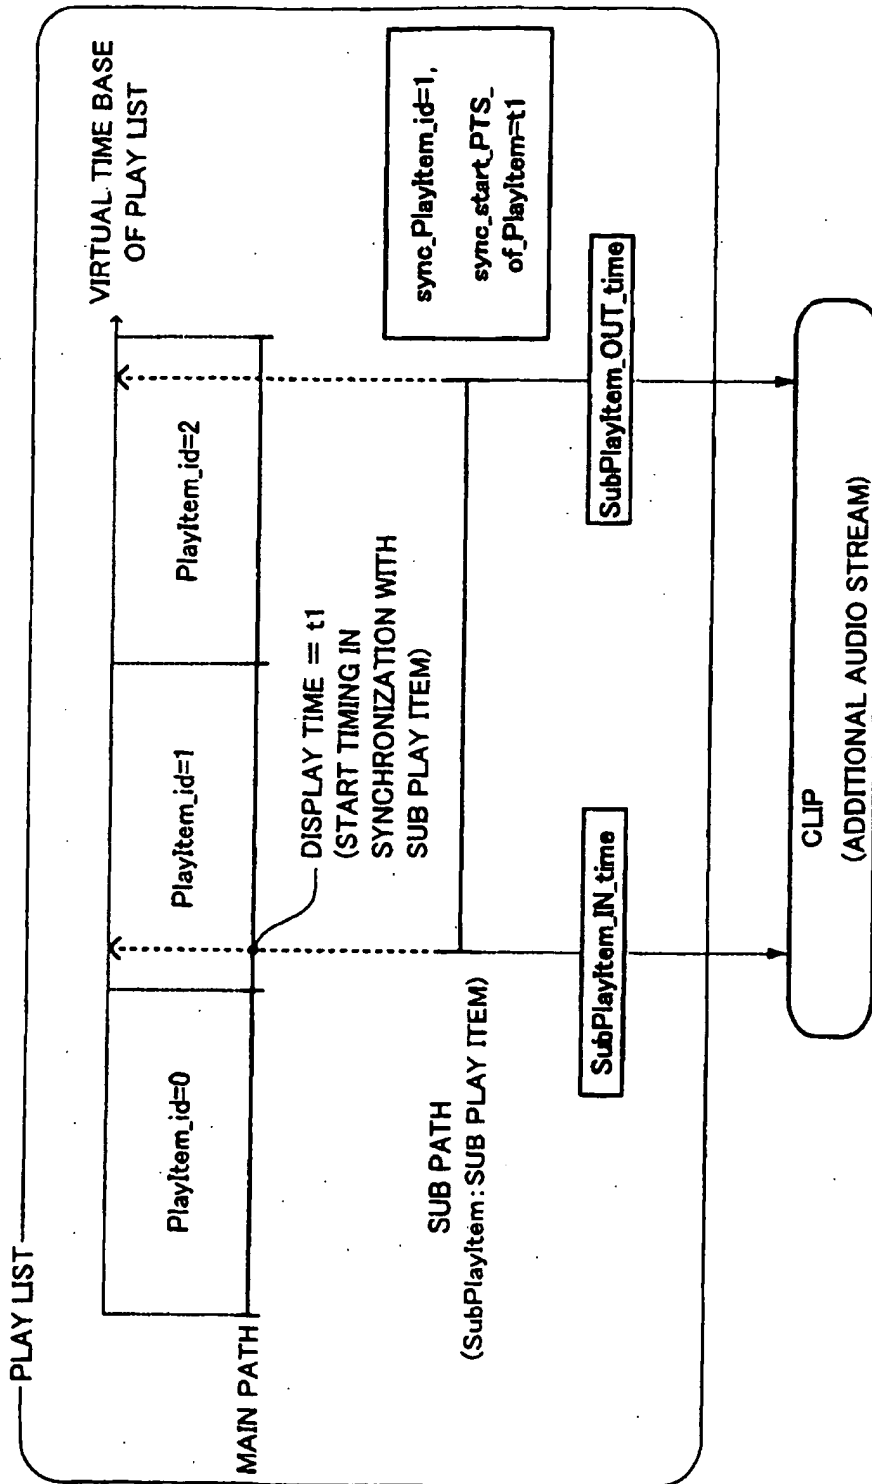 PLAY LIST
VIRTUAL TIME BASE
OF PLAY LIST
PlayItem_id=0
PlayItem_id=1
PlayItem_id=2
MAIN PATH
DISPLAY TIME = t1
(START TIMING IN
SYNCHRONIZATION WITH
SUB PLAY ITEM)
sync_PlayItem_id=1,
sync_start_PTS_
of_PlayItem=t1
SUB PATH
(SubPlayItem:SUB PLAY ITEM)
SubPlayItem_IN_time
SubPlayItem_OUT_time
CLIP
(ADDITIONAL AUDIO STREAM)